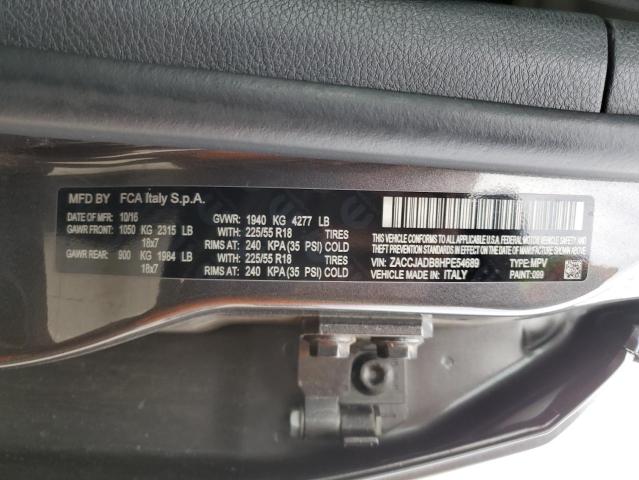 MFD BY FCA Italy S.p.A.
DATE OF MFR 10/16 GVWR: 1940 KG 4277 LB
GAWR FRONT: 1050 KG 2315 LB WITH: 225/55 R18 TIRES
18x7 RIMS AT: 240 KPA (35 PSI) COLD
GAWR REAR: 900 KG 1984 LB WITH: 225/55 R18 TIRES
18x7 RIMS AT: 240 KPA (35 PSI) COLD
THIS VEHICLE CONFORMS TO ALL APPLICABLE U.S.A. FEDERAL
MOTOR VEHICLE SAFETY, BUMPER, AND THEFT PREVENTION
STANDARDS IN EFFECT ON THE DATE OF MANUFACTURE SHOWN ABOVE
VIN: ZACCJADB8HPE54689 TYPE: MPV
VEHICLE MADE IN: ITALY PAINT: 099